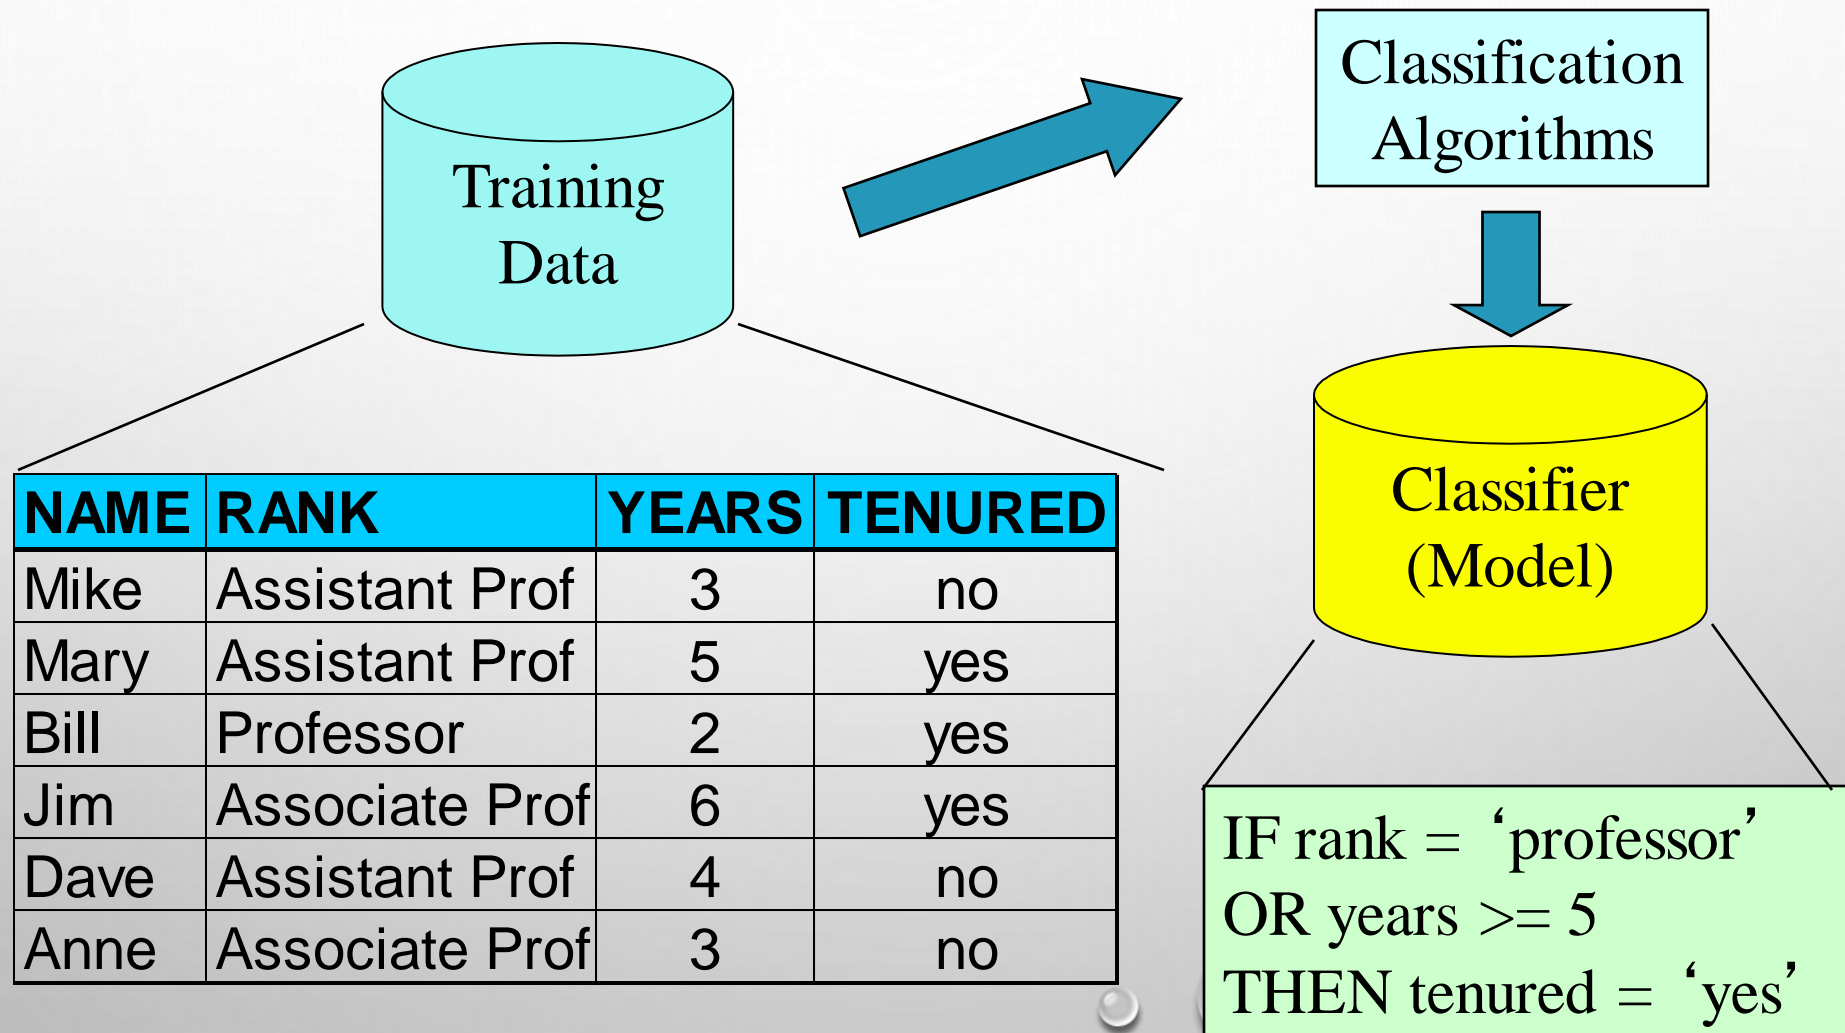 Training
Data
Classification
Algorithms
NAME RANK YEARS TENURED
Mike Assistant Prof 3 no
Mary Assistant Prof 5 yes
Bill Professor 2 yes
Jim Associate Prof 6 yes
Dave Assistant Prof 4 no
Anne Associate Prof 3 no
Classifier
(Model)
IF rank = ‘professor’
OR years >= 5
THEN tenured = ‘yes’